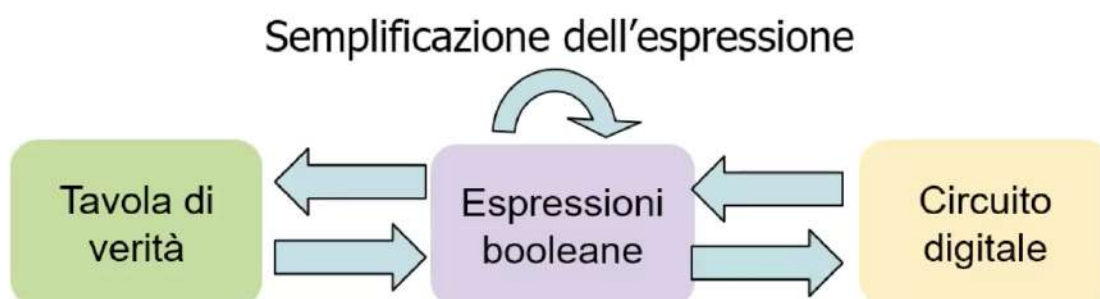 Semplificazione dell'espressione
Tavola di
verità
Espressioni
booleane
Circuito
digitale